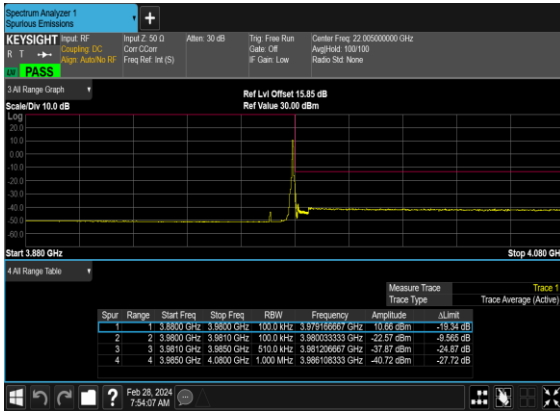 Spectrum Analyzer 1
Spurious Emissions
KEYSIGHT
R T
LXI PASS
Input: RF
Coupling: DC
Align: Auto/No RF
Input Z: 50 Ω
Corr CCorr
Freq Ref: Int (S)
Atten: 30 dB
Trig: Free Run
Gate: Off
IF Gain: Low
Center Freq: 22.005000000 GHz
Avg|Hold: 100/100
Radio Std: None
3 All Range Graph
Scale/Div 10.0 dB
Ref Lvl Offset 15.85 dB
Ref Value 30.00 dBm
Log
20.0
10.0
0.00
-10.0
-20.0
-30.0
-40.0
-50.0
-60.0
Start 3.880 GHz
Stop 4.080 GH
4 All Range Table
Measure Trace Trace 1
Trace Type Trace Average (Active)
Spur Range Start Freq Stop Freq RBW Frequency Amplitude ΔLimit
1 1 3.8800 GHz 3.9800 GHz 100.0 kHz 3.979166667 GHz 10.66 dBm -19.34 dB
2 2 3.9800 GHz 3.9810 GHz 100.0 kHz 3.980033333 GHz -22.57 dBm -9.565 dB
3 3 3.9810 GHz 3.9850 GHz 510.0 kHz 3.981206667 GHz -37.87 dBm -24.87 dB
4 4 3.9850 GHz 4.0800 GHz 1.000 MHz 3.986108333 GHz -40.72 dBm -27.72 dB
Feb 28, 2024
7:54:07 AM